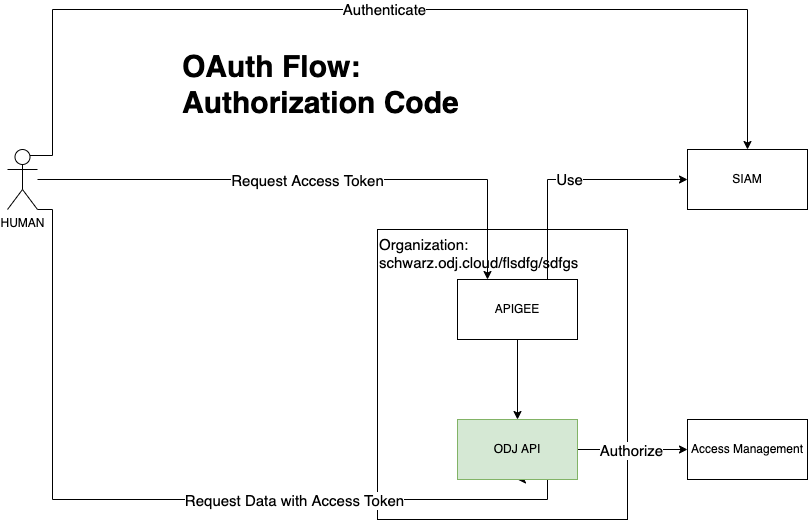 Authenticate
OAuth Flow:
Authorization Code
Request Access Token
Use
SIAM
HUMAN
Organization:
schwarz.odj.cloud/flsdfg/sdfgs
APIGEE
ODJ API
Authorize
Access Management
Request Data with Access Token